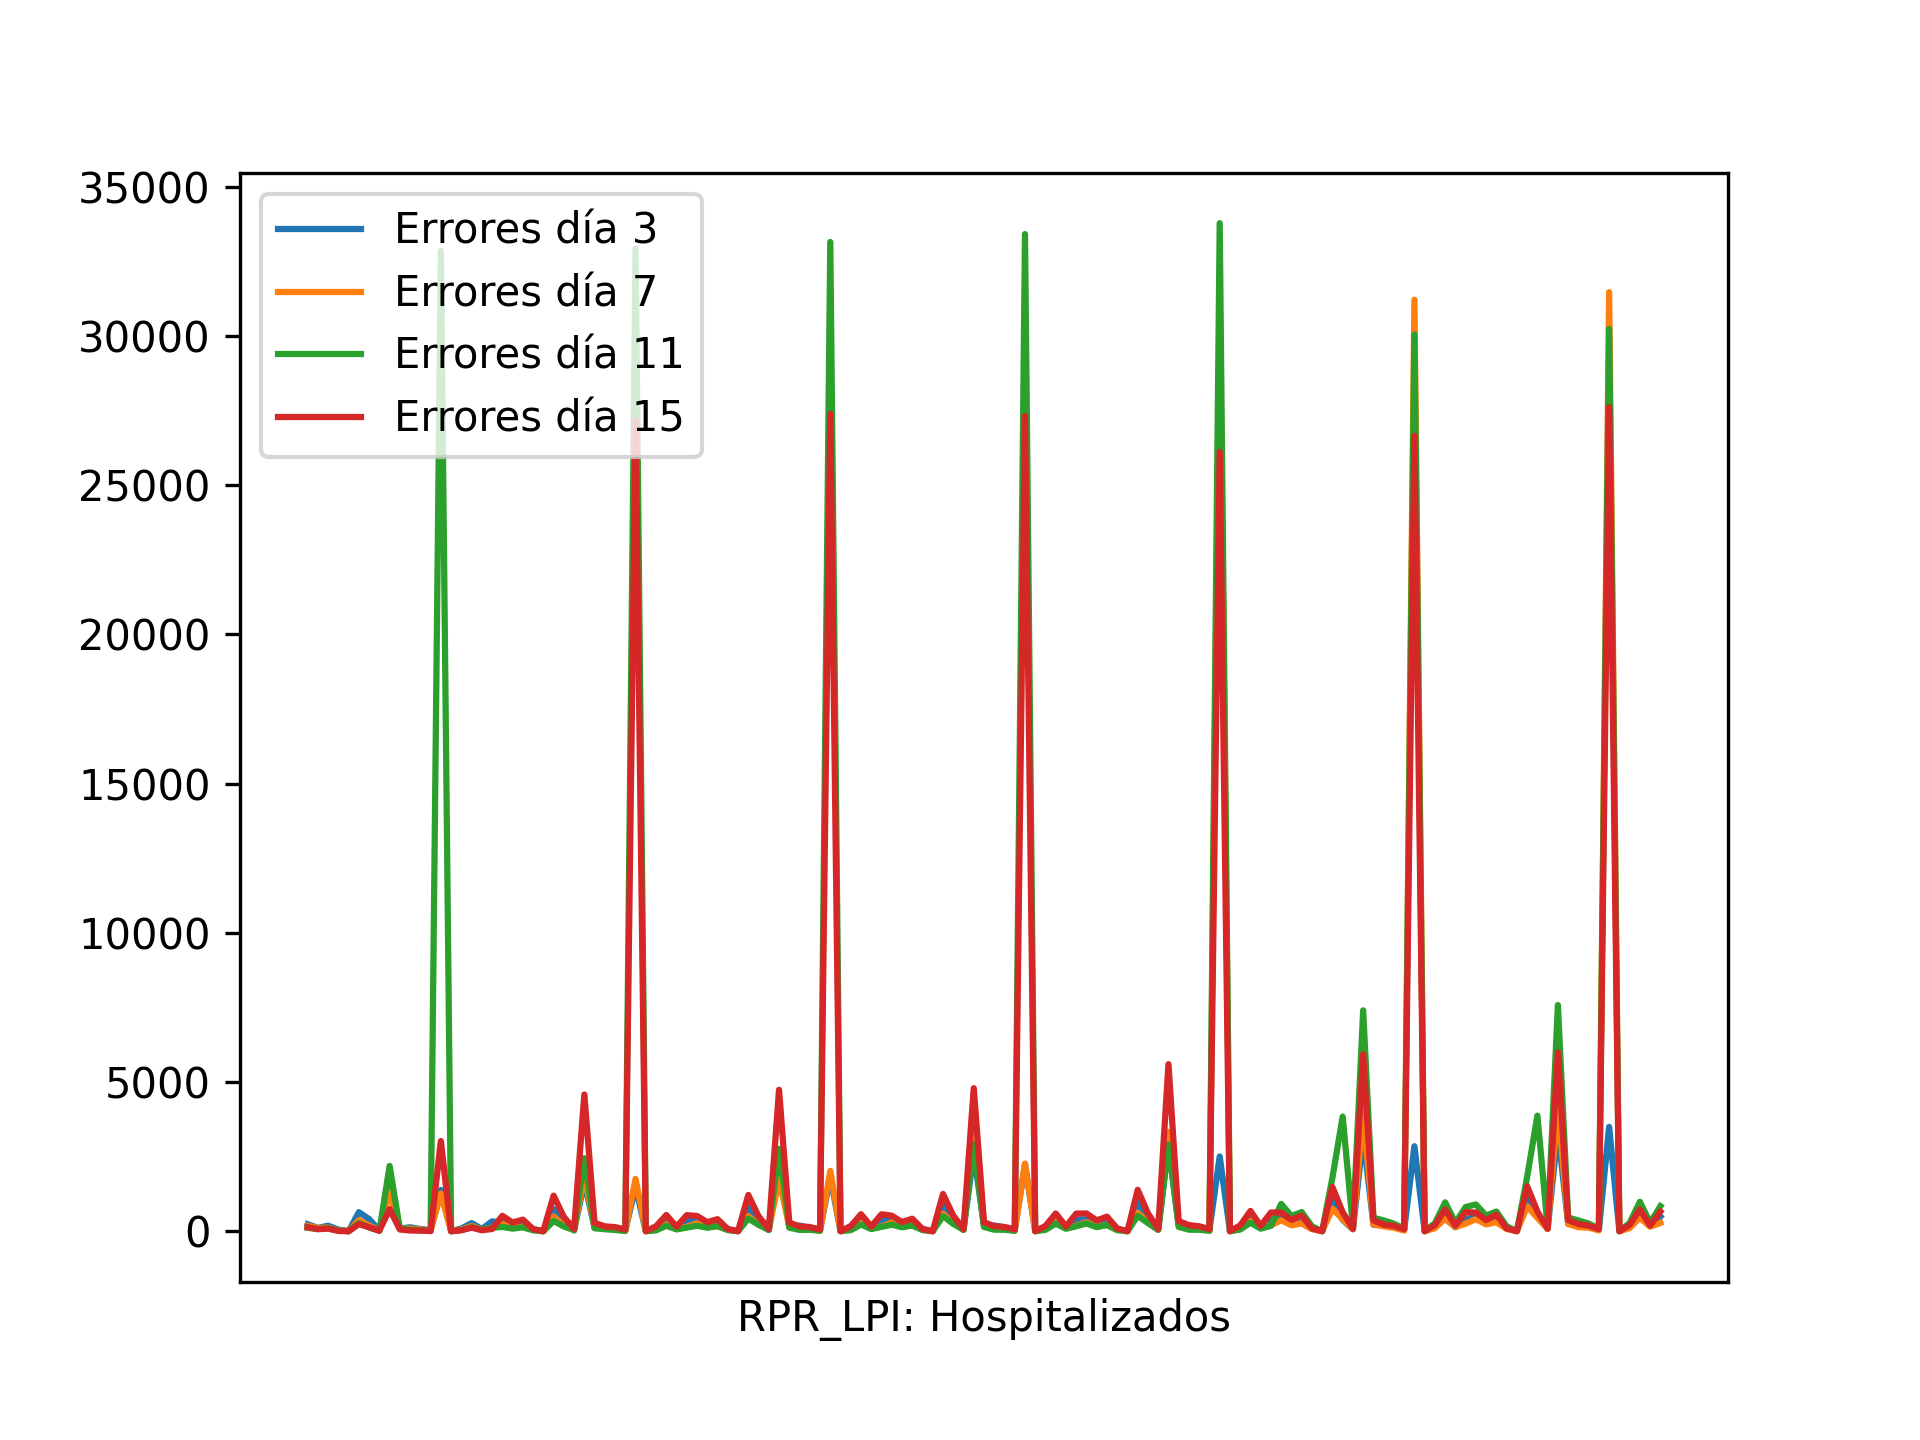 35000
30000
25000
20000
15000
10000
5000
0
Errores día 3
Errores día 7
Errores día 11
Errores día 15
RPR_LPI: Hospitalizados